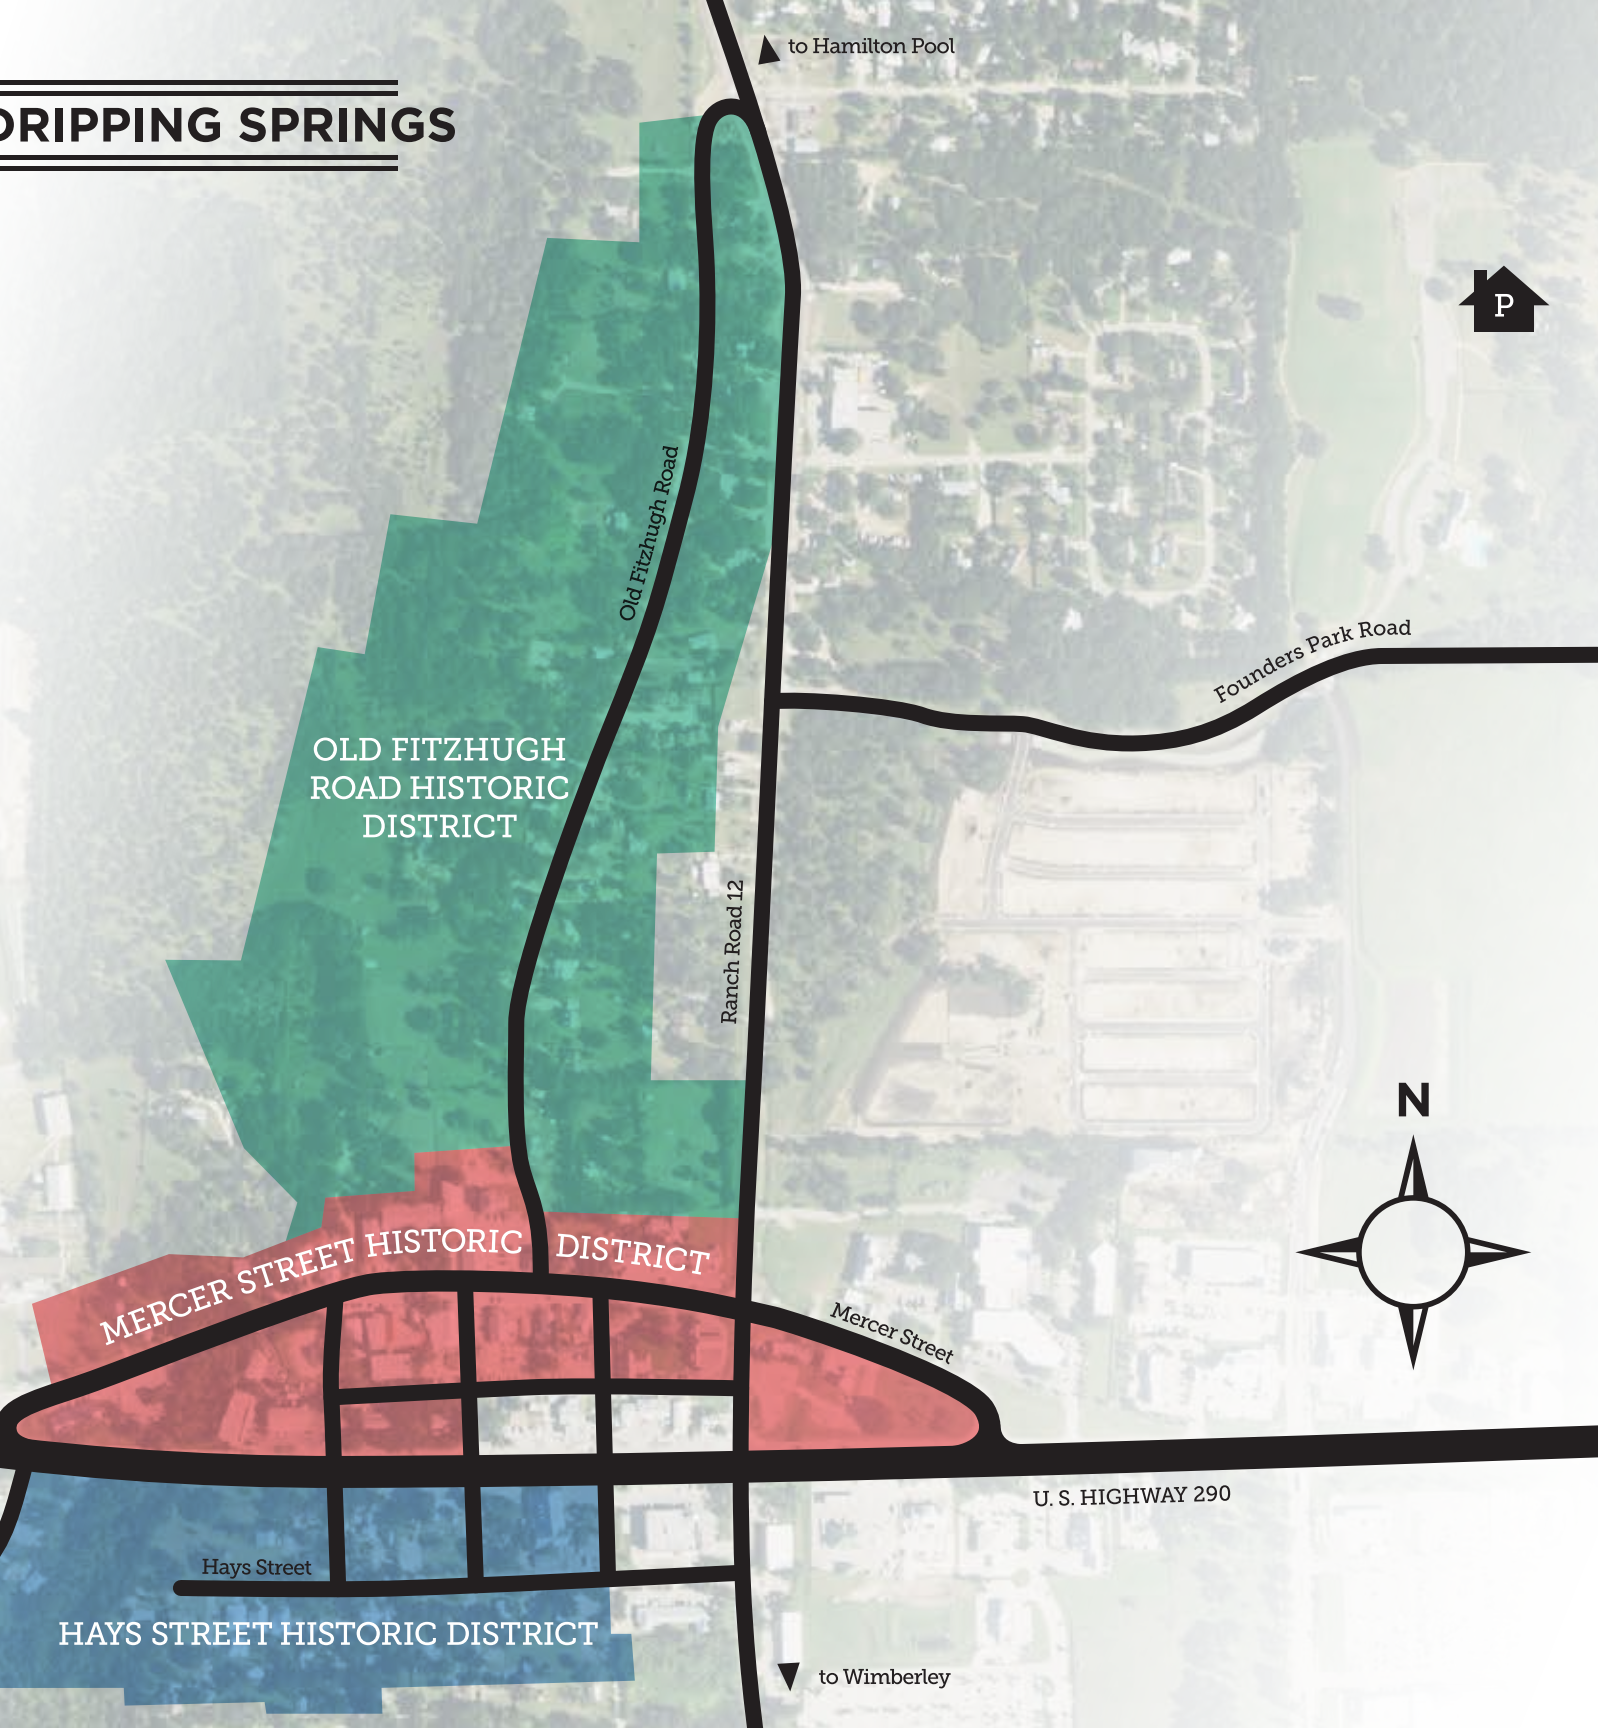 to Hamilton Pool
DRIPPING SPRINGS
P
Old Fitzhugh Road
Founders Park Road
OLD FITZHUGH
ROAD HISTORIC
DISTRICT
Ranch Road 12
N
MERCER STREET HISTORIC DISTRICT
Mercer Street
U. S. HIGHWAY 290
Hays Street
HAYS STREET HISTORIC DISTRICT
to Wimberley